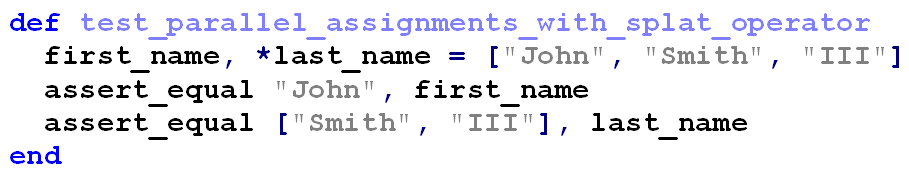 def test_parallel_assignments_with_splat_operator
  first_name, *last_name = ["John", "Smith", "III"]
  assert_equal "John", first_name
  assert_equal ["Smith", "III"], last_name
end